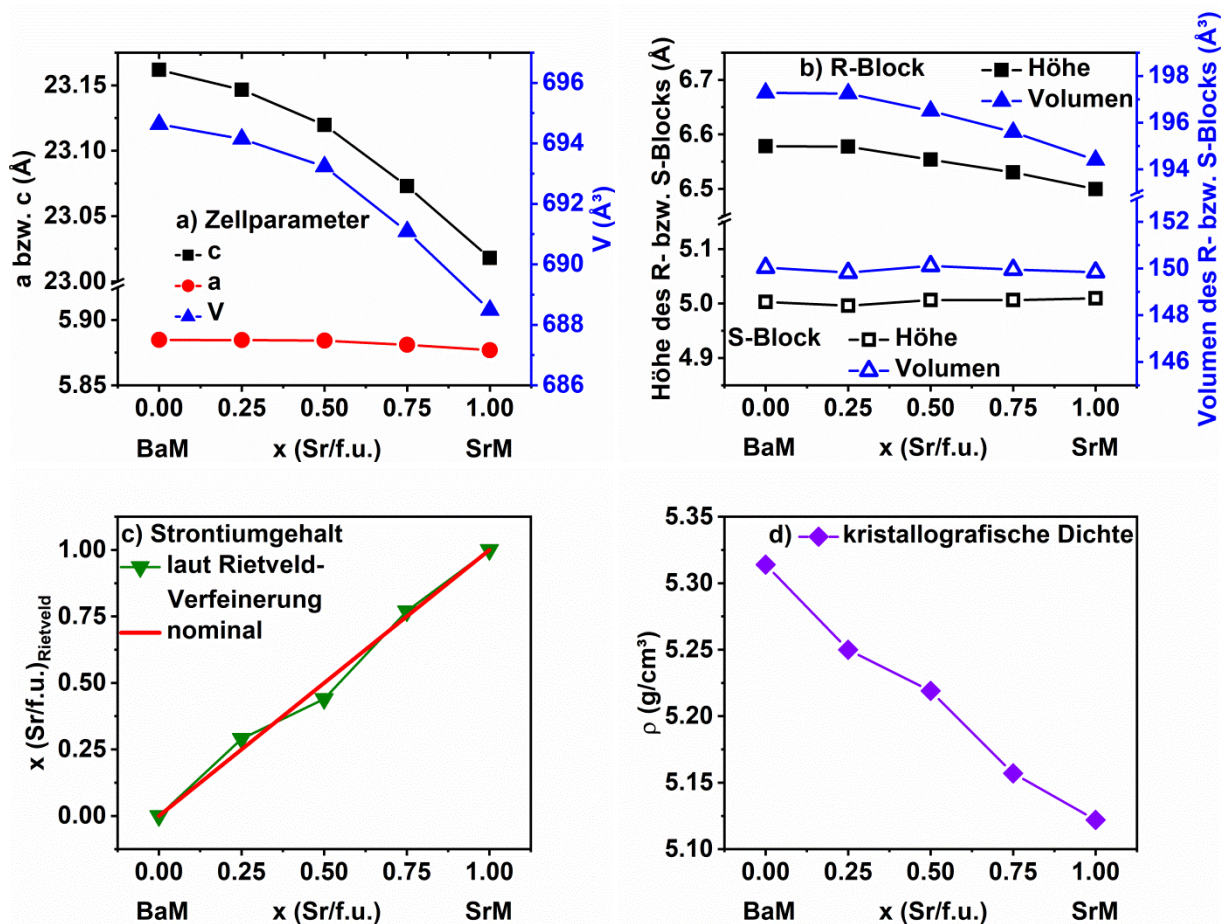 a) Zellparameter
c
a
V
a bzw. c (Å)
23.15
23.10
23.05
23.00
5.90
5.85
V (Å³)
696
694
692
690
688
686
0.00 0.25 0.50 0.75 1.00
BaM x (Sr/f.u.) SrM
b) R-Block
Höhe
Volumen
S-Block
Höhe
Volumen
Höhe des R- bzw. S-Blocks (Å)
6.7
6.6
6.5
5.1
5.0
4.9
Volumen des R- bzw. S-Blocks (Å³)
198
196
194
152
150
148
146
0.00 0.25 0.50 0.75 1.00
BaM x (Sr/f.u.) SrM
c) Strontiumgehalt
laut Rietveld-
Verfeinerung
nominal
x (Sr/f.u.)Rietveld
1.00
0.75
0.50
0.25
0.00
0.00 0.25 0.50 0.75 1.00
BaM x (Sr/f.u.) SrM
d) kristallografische Dichte
ρ (g/cm³)
5.35
5.30
5.25
5.20
5.15
5.10
0.00 0.25 0.50 0.75 1.00
BaM x (Sr/f.u.) SrM